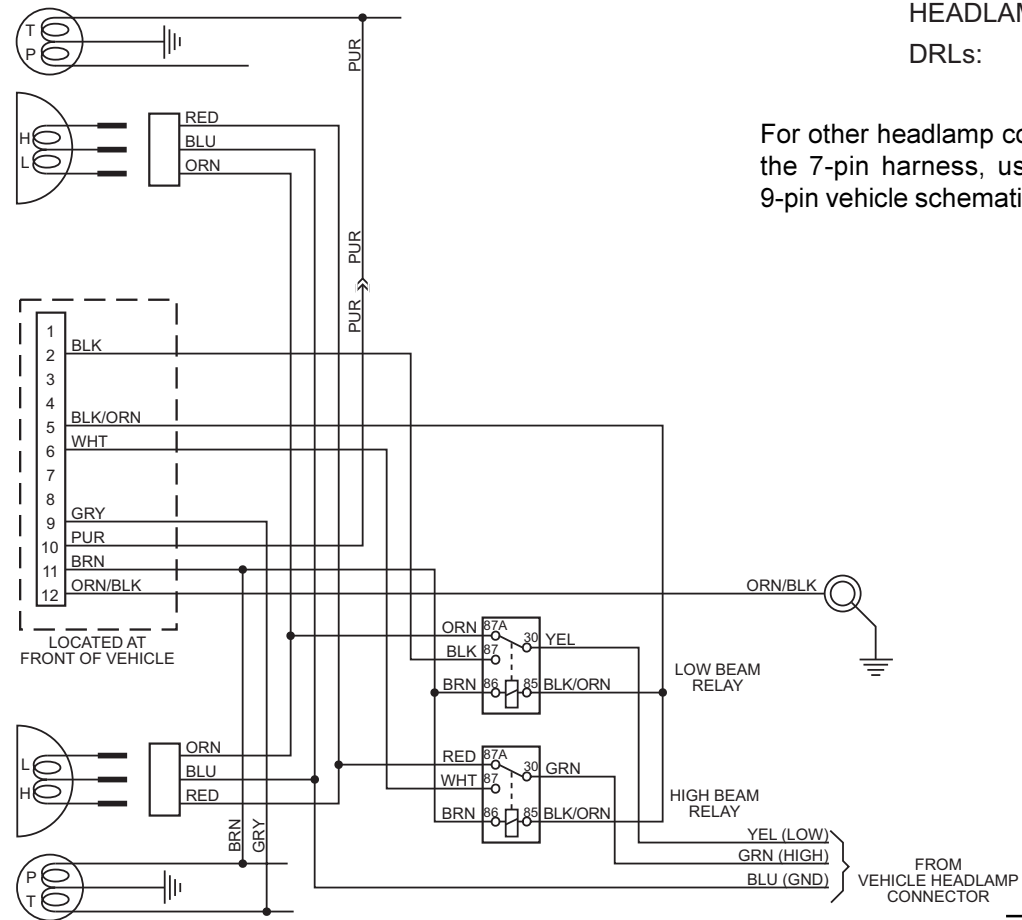 HEADLAM
DRLs:
For other headlamp co
the 7-pin harness, us
9-pin vehicle schemati
T
P
PUR
H
L
RED
BLU
ORN
PUR
PUR
1
2 BLK
3
4
5 BLK/ORN
6 WHT
7
8
9 GRY
10 PUR
11 BRN
12 ORN/BLK
LOCATED AT
FRONT OF VEHICLE
ORN/BLK
ORN 87A 30 YEL
BLK 87
BRN 86 85 BLK/ORN
LOW BEAM
RELAY
RED 87A 30 GRN
WHT 87
BRN 86 85 BLK/ORN
HIGH BEAM
RELAY
L
H
ORN
BLU
RED
BRN
GRY
P
T
YEL (LOW)
GRN (HIGH)
BLU (GND)
FROM
VEHICLE HEADLAMP
CONNECTOR